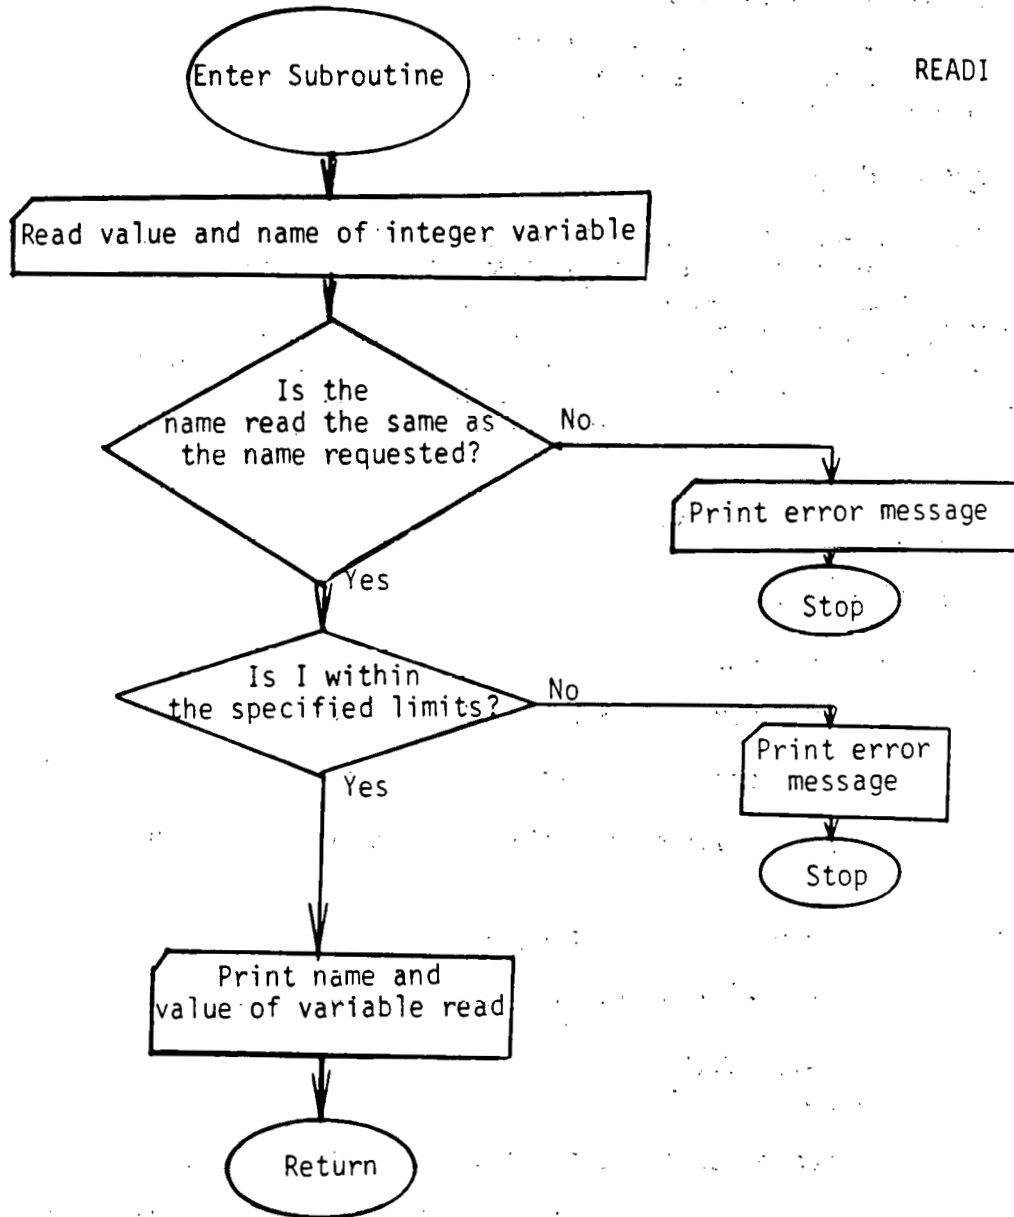 READI
Enter Subroutine
Read value and name of integer variable
Is the
name read the same as
the name requested?
No
Print error message
Stop
Yes
Is I within
the specified limits?
No
Print error
message
Stop
Yes
Print name and
value of variable read
Return